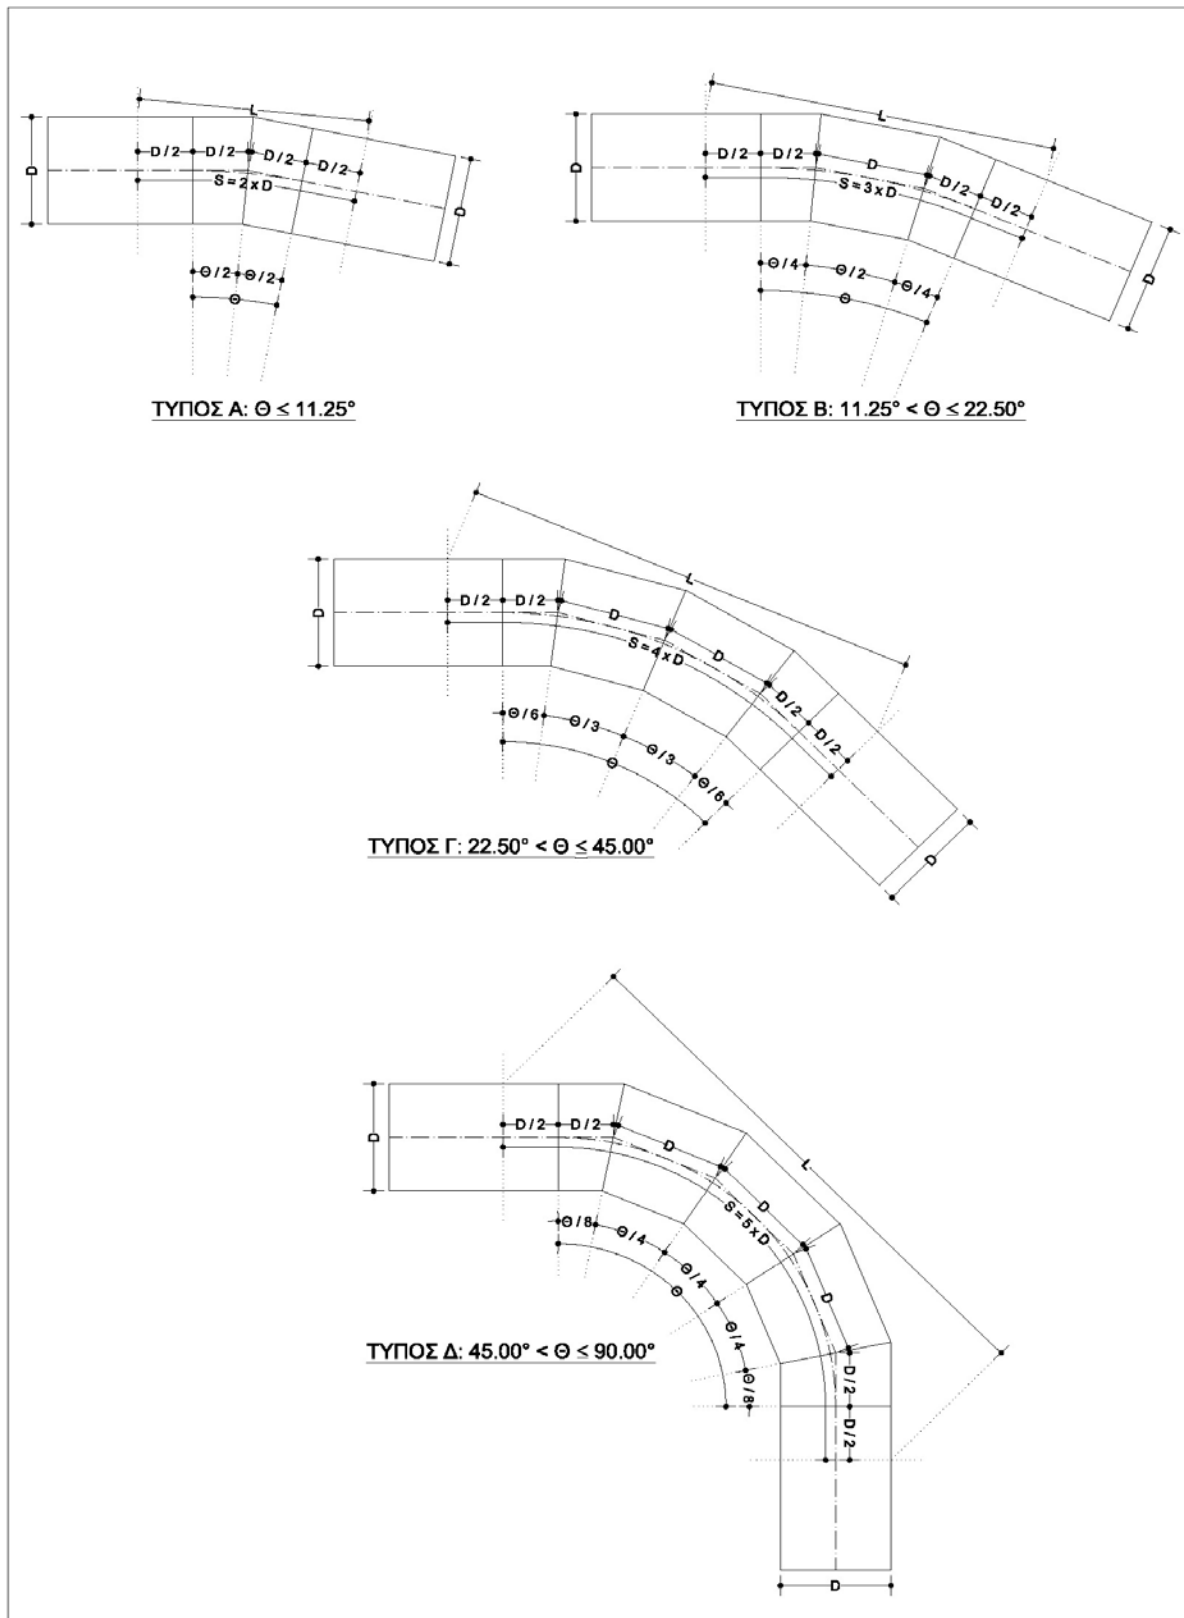 L
D
D/2
D/2
D/2
D/2
S=2xD
D
Θ/2
Θ/2
Θ
ΤΥΠΟΣ Α: Θ ≤ 11.25°
L
D
D/2
D/2
D
D/2
D/2
S=3xD
D
Θ/4
Θ/2
Θ/4
Θ
ΤΥΠΟΣ Β: 11.25° < Θ ≤ 22.50°
L
D
D/2
D/2
D
D
D/2
D/2
S=4xD
Θ/6
Θ/3
Θ/3
Θ/6
Θ
D
ΤΥΠΟΣ Γ: 22.50° < Θ ≤ 45.00°
L
D
D/2
D/2
D
D
D
D/2
D/2
S=5xD
Θ/8
Θ/4
Θ/4
Θ/4
Θ/8
Θ
ΤΥΠΟΣ Δ: 45.00° < Θ ≤ 90.00°
D